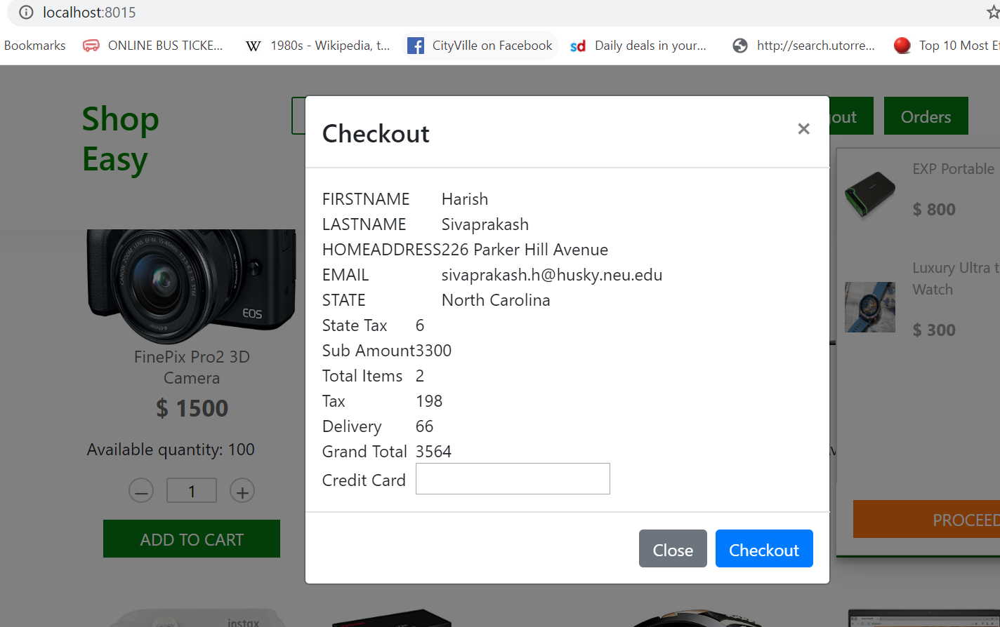 localhost:8015
Bookmarks ONLINE BUS TICKE... 1980s - Wikipedia, t... CityVille on Facebook Daily deals in your... http://search.utorre... Top 10 Most Ef
Shop
Easy
Checkout ×
out Orders
FIRSTNAME Harish
LASTNAME Sivaprakash
HOMEADDRESS226 Parker Hill Avenue
EMAIL sivaprakash.h@husky.neu.edu
STATE North Carolina
State Tax 6
Sub Amount3300
Total Items 2
Tax 198
Delivery 66
Grand Total 3564
Credit Card
Close Checkout
EOS
FinePix Pro2 3D
Camera
$ 1500
Available quantity: 100
1
ADD TO CART
EXP Portable
$ 800
Luxury Ultra t
Watch
$ 300
PROCEED
instax